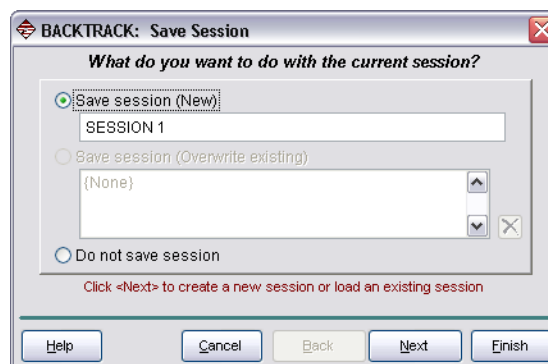 BACKTRACK: Save Session
What do you want to do with the current session?
Save session (New)
SESSION 1
Save session (Overwrite existing)
{None}
Do not save session
Click <Next> to create a new session or load an existing session
Help Cancel Back Next Finish